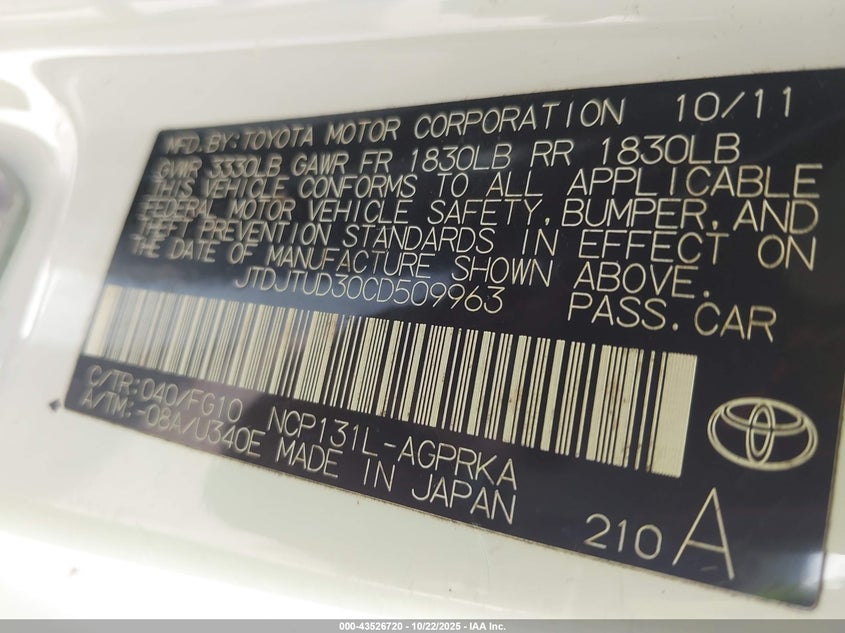 MFD.BY:TOYOTA MOTOR CORPORATION 10/11
GVWR 3330LB GAWR FR 1830LB RR 1830LB
THIS VEHICLE CONFORMS TO ALL APPLICABLE
FEDERAL MOTOR VEHICLE SAFETY,BUMPER,AND
THEFT PREVENTION STANDARDS IN EFFECT ON
THE DATE OF MANUFACTURE SHOWN ABOVE.
JTDJTUD30CD509963 PASS.CAR
C/TR:040/FG10 NCP131L-AGPRKA
A/TM:-08A/U340E MADE IN JAPAN
210 A
000-43526720 - 10/22/2025 - IAA Inc.